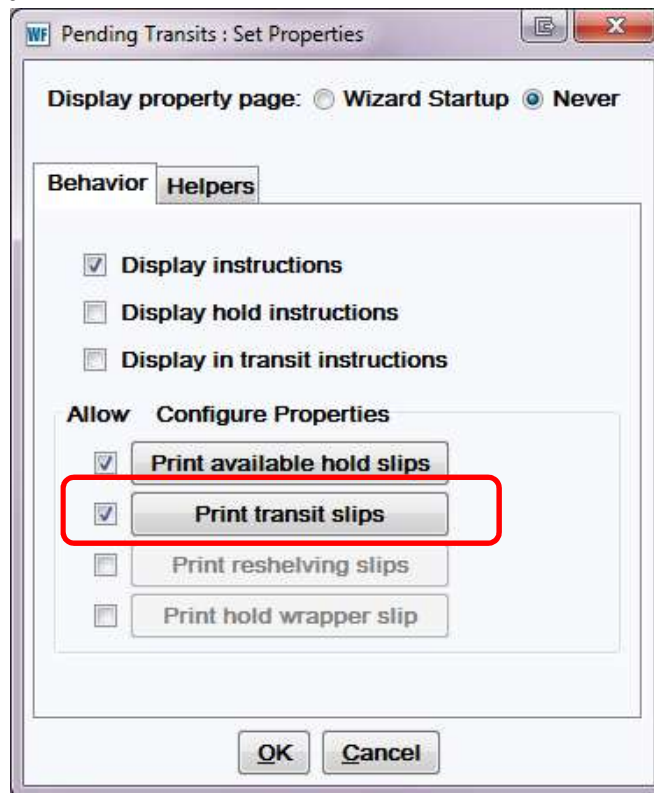 WF Pending Transits : Set Properties
Display property page: Wizard Startup Never
Behavior Helpers
Display instructions
Display hold instructions
Display in transit instructions
Allow Configure Properties
Print available hold slips
Print transit slips
Print reshelving slips
Print hold wrapper slip
OK Cancel